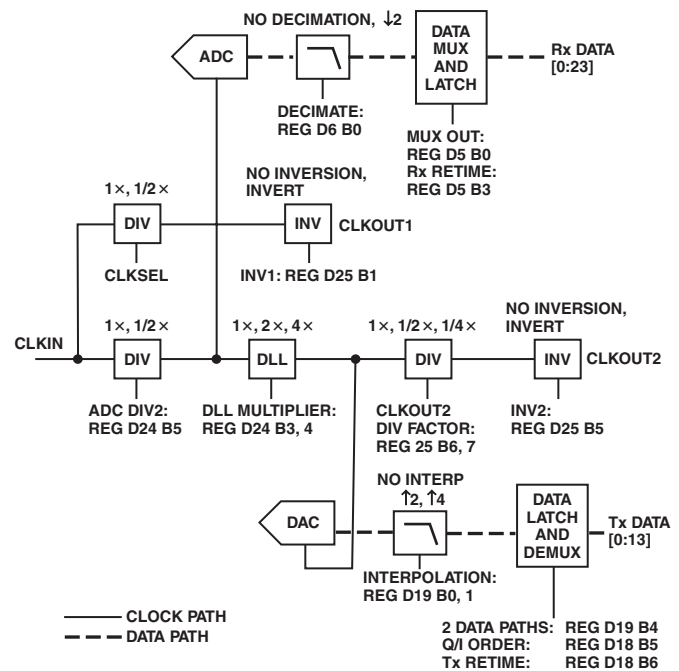 NO DECIMATION, ↓2
ADC
DATA
MUX
AND
LATCH
Rx DATA
[0:23]
DECIMATE:
REG D6 B0
MUX OUT:
REG D5 B0
Rx RETIME:
REG D5 B3
1×, 1/2×
NO INVERSION,
INVERT
DIV
INV
CLKOUT1
CLKSEL
INV1: REG D25 B1
CLKIN
1×, 1/2×
1×, 2×, 4×
1×, 1/2×, 1/4×
NO INVERSION,
INVERT
DIV
DLL
DIV
INV
CLKOUT2
ADC DIV2:
REG D24 B5
DLL MULTIPLIER:
REG D24 B3, 4
CLKOUT2
DIV FACTOR:
REG 25 B6, 7
INV2:
REG D25 B5
NO INTERP
↑2, ↑4
DAC
DATA
LATCH
AND
DEMUX
Tx DATA
[0:13]
INTERPOLATION:
REG D19 B0, 1
CLOCK PATH
DATA PATH
2 DATA PATHS: REG D19 B4
Q/I ORDER: REG D18 B5
Tx RETIME: REG D18 B6